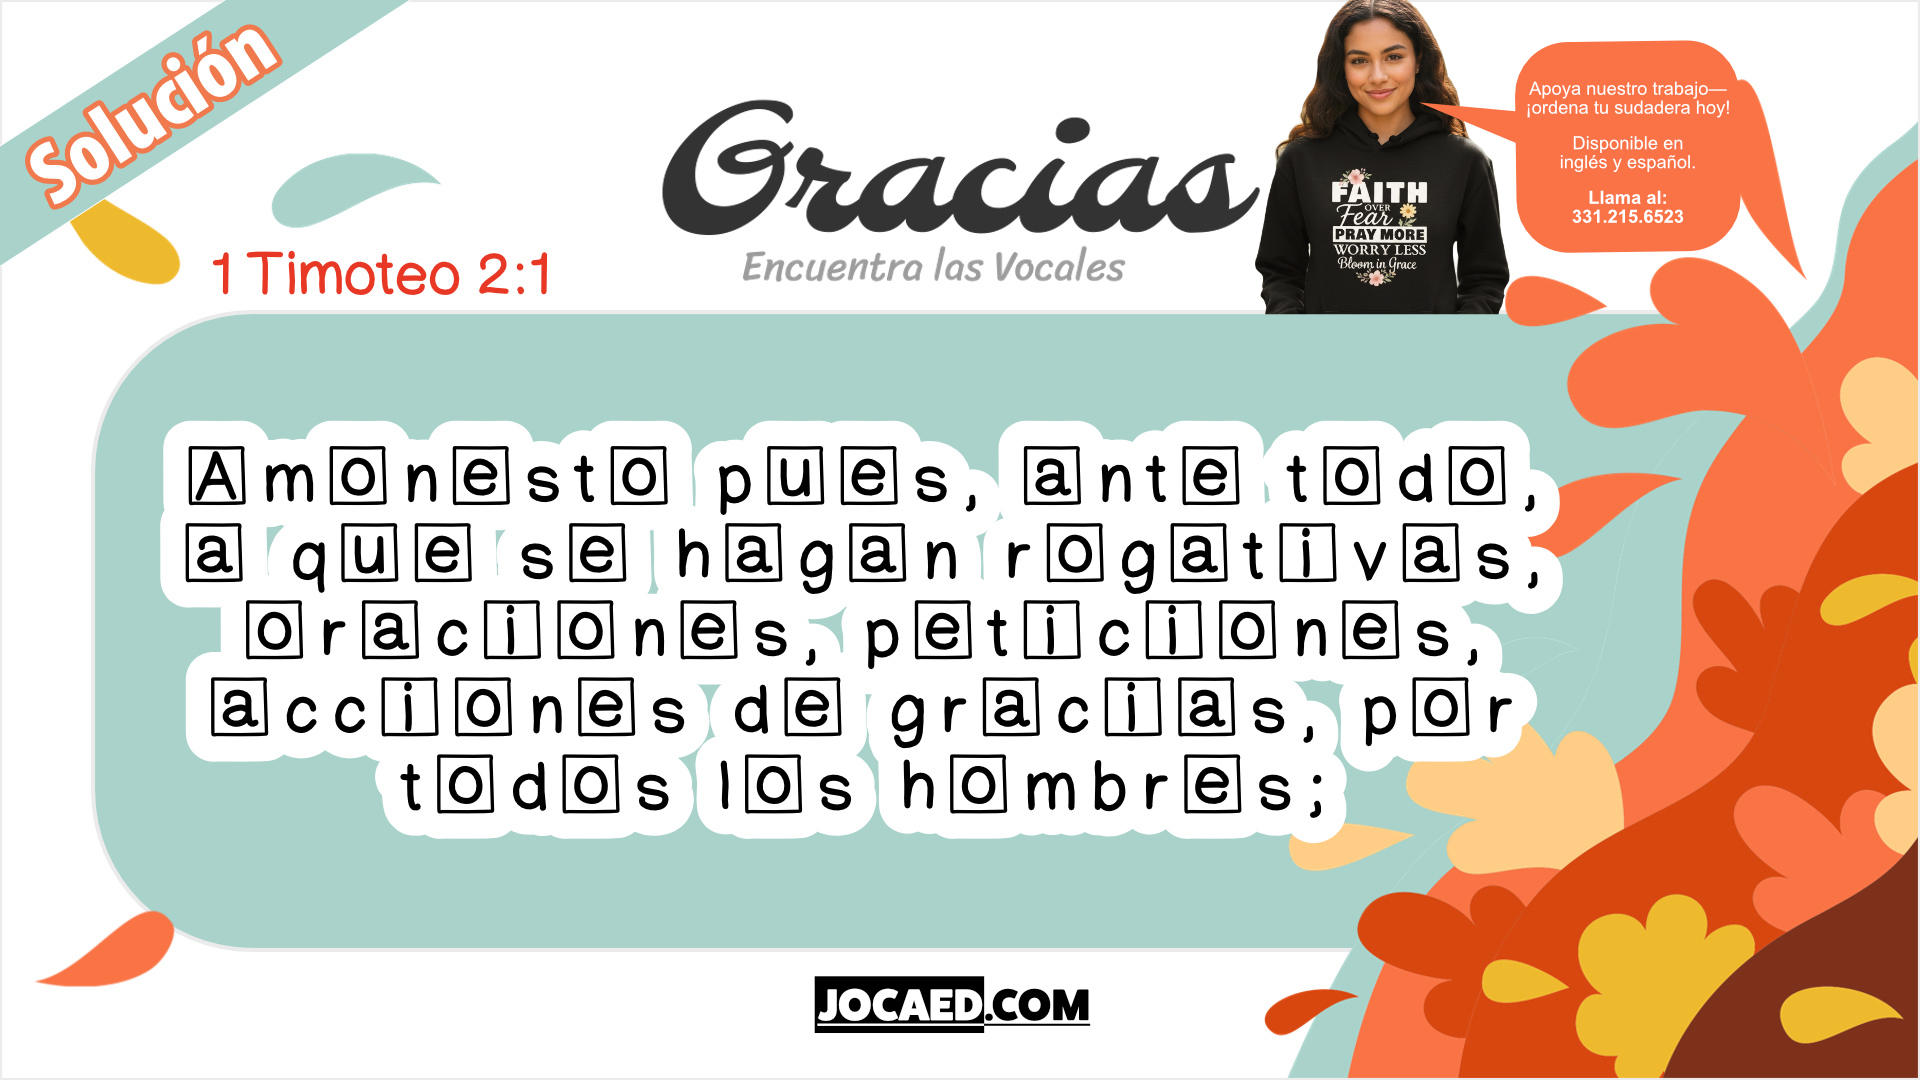 Solución
Gracias
Encuentra las Vocales
1 Timoteo 2:1
FAITH
OVER
Fear
PRAY MORE
WORRY LESS
Bloom in Grace
Apoya nuestro trabajo—
¡ordena tu sudadera hoy!
Disponible en
inglés y español.
Llama al:
331.215.6523
Amonesto pues, ante todo,
a que se hagan rogativas,
oraciones, peticiones,
acciones de gracias, por
todos los hombres;
JOCAED.COM